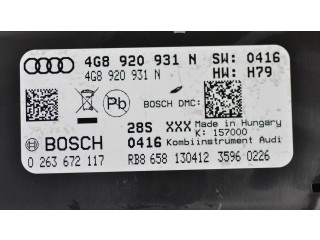 4G8 920 931 N SW: 0416
4G8 920 931 N HW: H79
Pb
BOSCH DMC:
28S XXX Made in Hungary
K: 157000
BOSCH 0416 Kombiinstrument Audi
0 263 672 117 RB8 658 130412 3596 0226